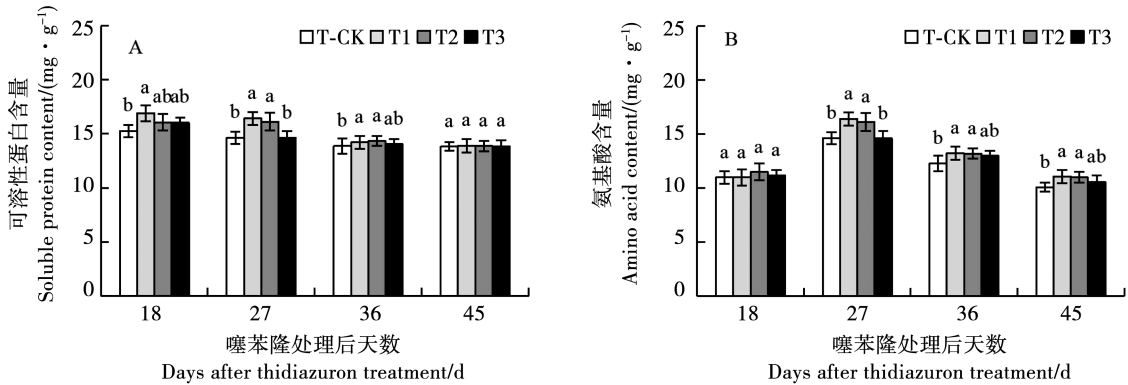 可溶性蛋白含量
Soluble protein content/(mg · g⁻¹)
25
20
15
10
5
0
A
T-CK T1 T2 T3
b a ab ab
b a a b
b a a ab
a a a a
18 27 36 45
噻苯隆处理后天数
Days after thidiazuron treatment/d
氨基酸含量
Amino acid content/(mg · g⁻¹)
25
20
15
10
5
0
B
T-CK T1 T2 T3
a a a a
b a a b
b a a ab
b a a ab
18 27 36 45
噻苯隆处理后天数
Days after thidiazuron treatment/d